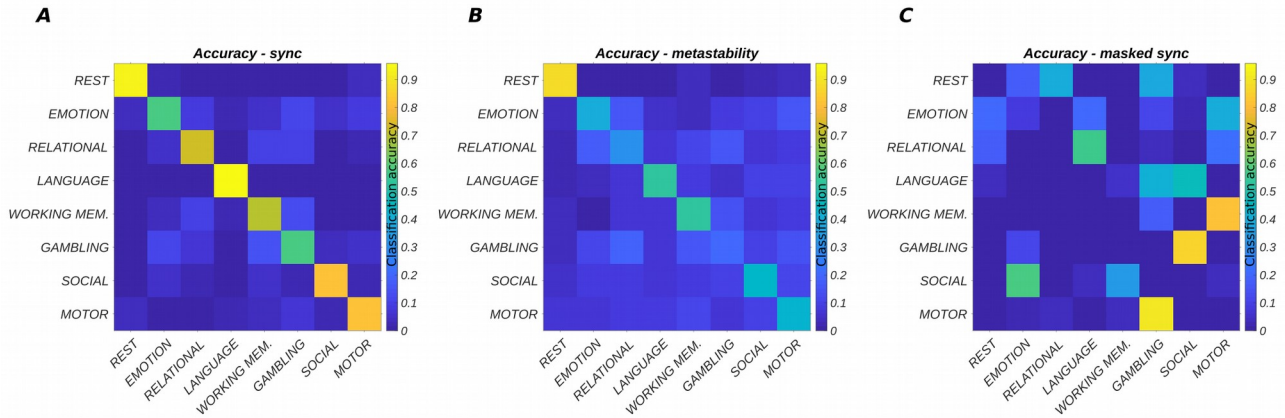 A
Accuracy - sync
REST
EMOTION
RELATIONAL
LANGUAGE
WORKING MEM.
GAMBLING
SOCIAL
MOTOR
REST
EMOTION
RELATIONAL
LANGUAGE
WORKING MEM.
GAMBLING
SOCIAL
MOTOR
0.9
0.8
0.7
0.6
0.5
0.4
0.3
0.2
0.1
0
Classification accuracy
B
Accuracy - metastability
REST
EMOTION
RELATIONAL
LANGUAGE
WORKING MEM.
GAMBLING
SOCIAL
MOTOR
REST
EMOTION
RELATIONAL
LANGUAGE
WORKING MEM.
GAMBLING
SOCIAL
MOTOR
0.9
0.8
0.7
0.6
0.5
0.4
0.3
0.2
0.1
0
Classification accuracy
C
Accuracy - masked sync
REST
EMOTION
RELATIONAL
LANGUAGE
WORKING MEM.
GAMBLING
SOCIAL
MOTOR
REST
EMOTION
RELATIONAL
LANGUAGE
WORKING MEM.
GAMBLING
SOCIAL
MOTOR
0.9
0.8
0.7
0.6
0.5
0.4
0.3
0.2
0.1
0
Classification accuracy